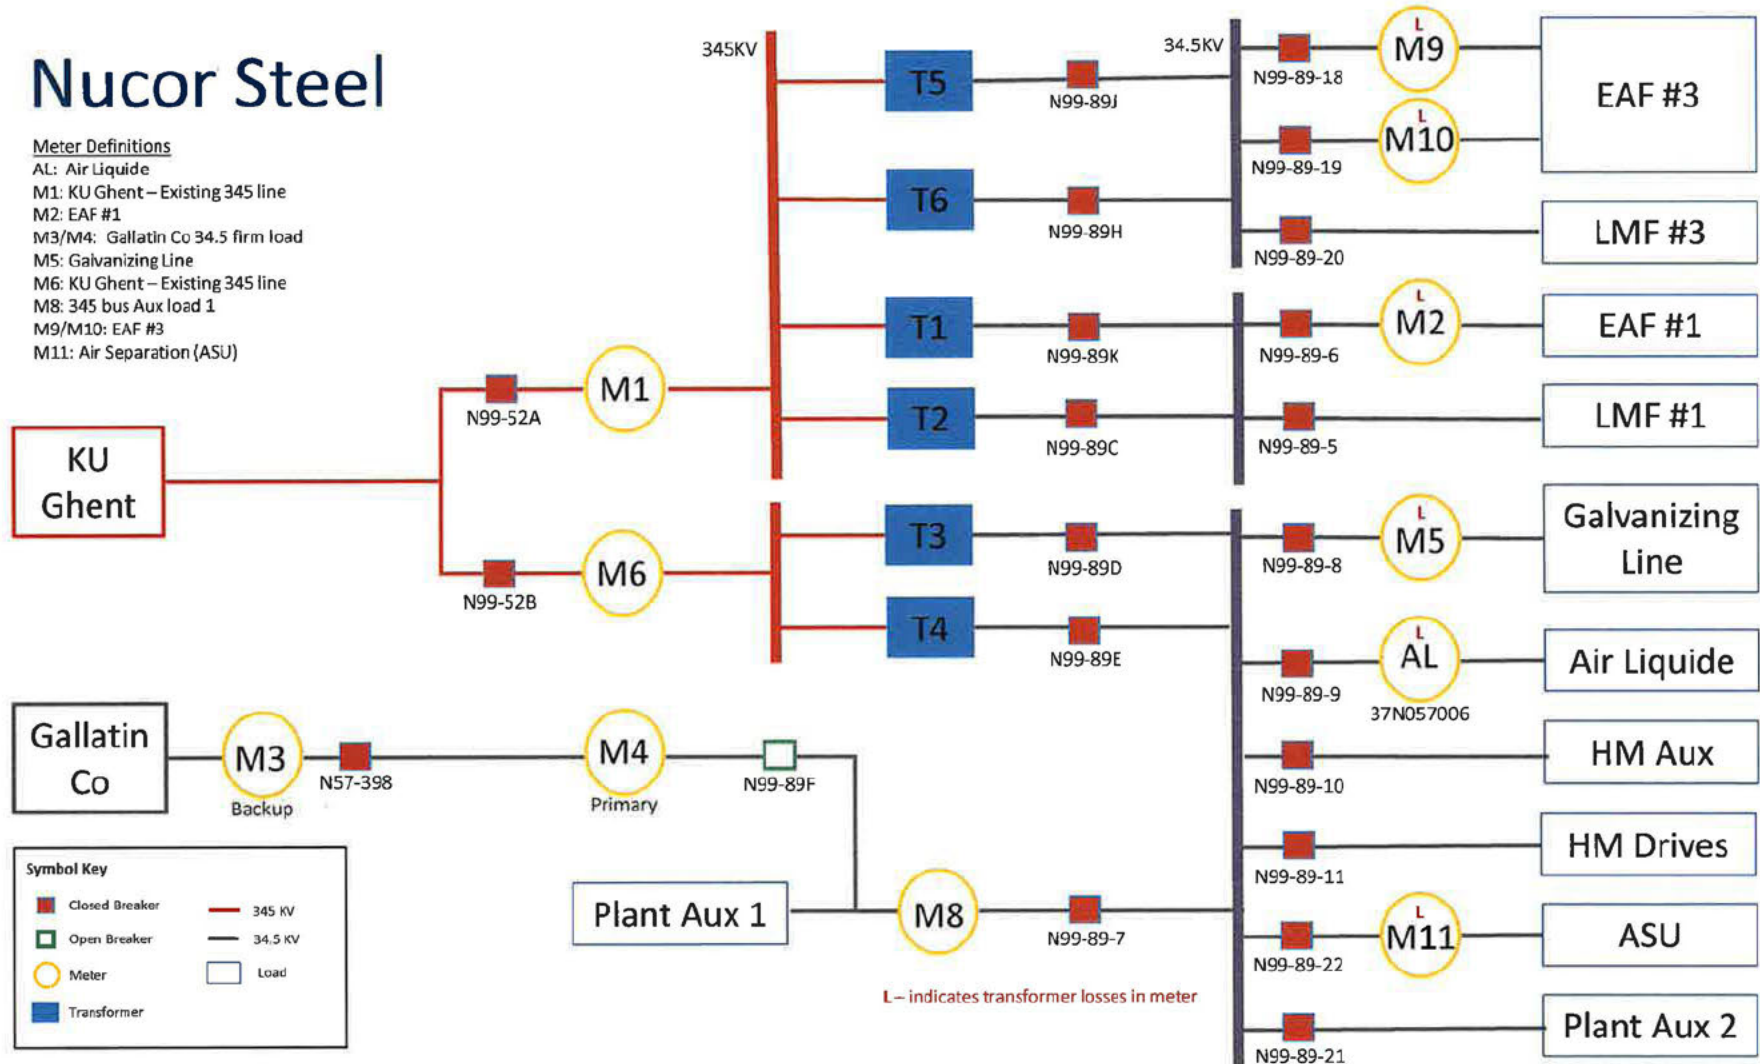 Nucor Steel
Meter Definitions
AL: Air Liquide
M1: KU Ghent – Existing 345 line
M2: EAF #1
M3/M4: Gallatin Co 34.5 firm load
M5: Galvanizing Line
M6: KU Ghent – Existing 345 line
M8: 345 bus Aux load 1
M9/M10: EAF #3
M11: Air Separation (ASU)
345KV
34.5KV
T5
N99-89J
N99-89-18
L
M9
EAF #3
N99-89-19
L
M10
T6
N99-89H
N99-89-20
LMF #3
T1
N99-89K
N99-89-6
L
M2
EAF #1
T2
N99-89C
N99-89-5
LMF #1
KU
Ghent
N99-52A
M1
N99-52B
M6
T3
N99-89D
N99-89-8
L
M5
Galvanizing
Line
T4
N99-89E
N99-89-9
L
AL
37N057006
Air Liquide
Gallatin
Co
M3
Backup
N57-398
M4
Primary
N99-89F
N99-89-10
HM Aux
N99-89-11
HM Drives
Plant Aux 1
M8
N99-89-7
N99-89-22
L
M11
ASU
N99-89-21
Plant Aux 2
L – indicates transformer losses in meter
Symbol Key
Closed Breaker
345 KV
Open Breaker
34.5 KV
Meter
Load
Transformer